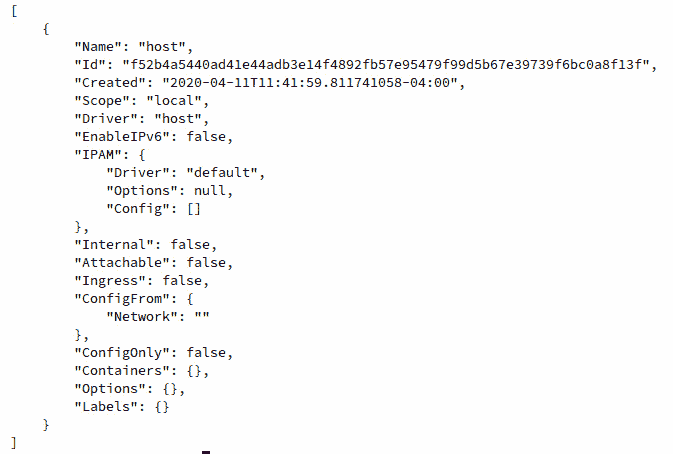 [
    {
        "Name": "host",
        "Id": "f52b4a5440ad41e44adb3e14f4892fb57e95479f99d5b67e39739f6bc0a8f13f",
        "Created": "2020-04-11T11:41:59.811741058-04:00",
        "Scope": "local",
        "Driver": "host",
        "EnableIPv6": false,
        "IPAM": {
            "Driver": "default",
            "Options": null,
            "Config": []
        },
        "Internal": false,
        "Attachable": false,
        "Ingress": false,
        "ConfigFrom": {
            "Network": ""
        },
        "ConfigOnly": false,
        "Containers": {},
        "Options": {},
        "Labels": {}
    }
]